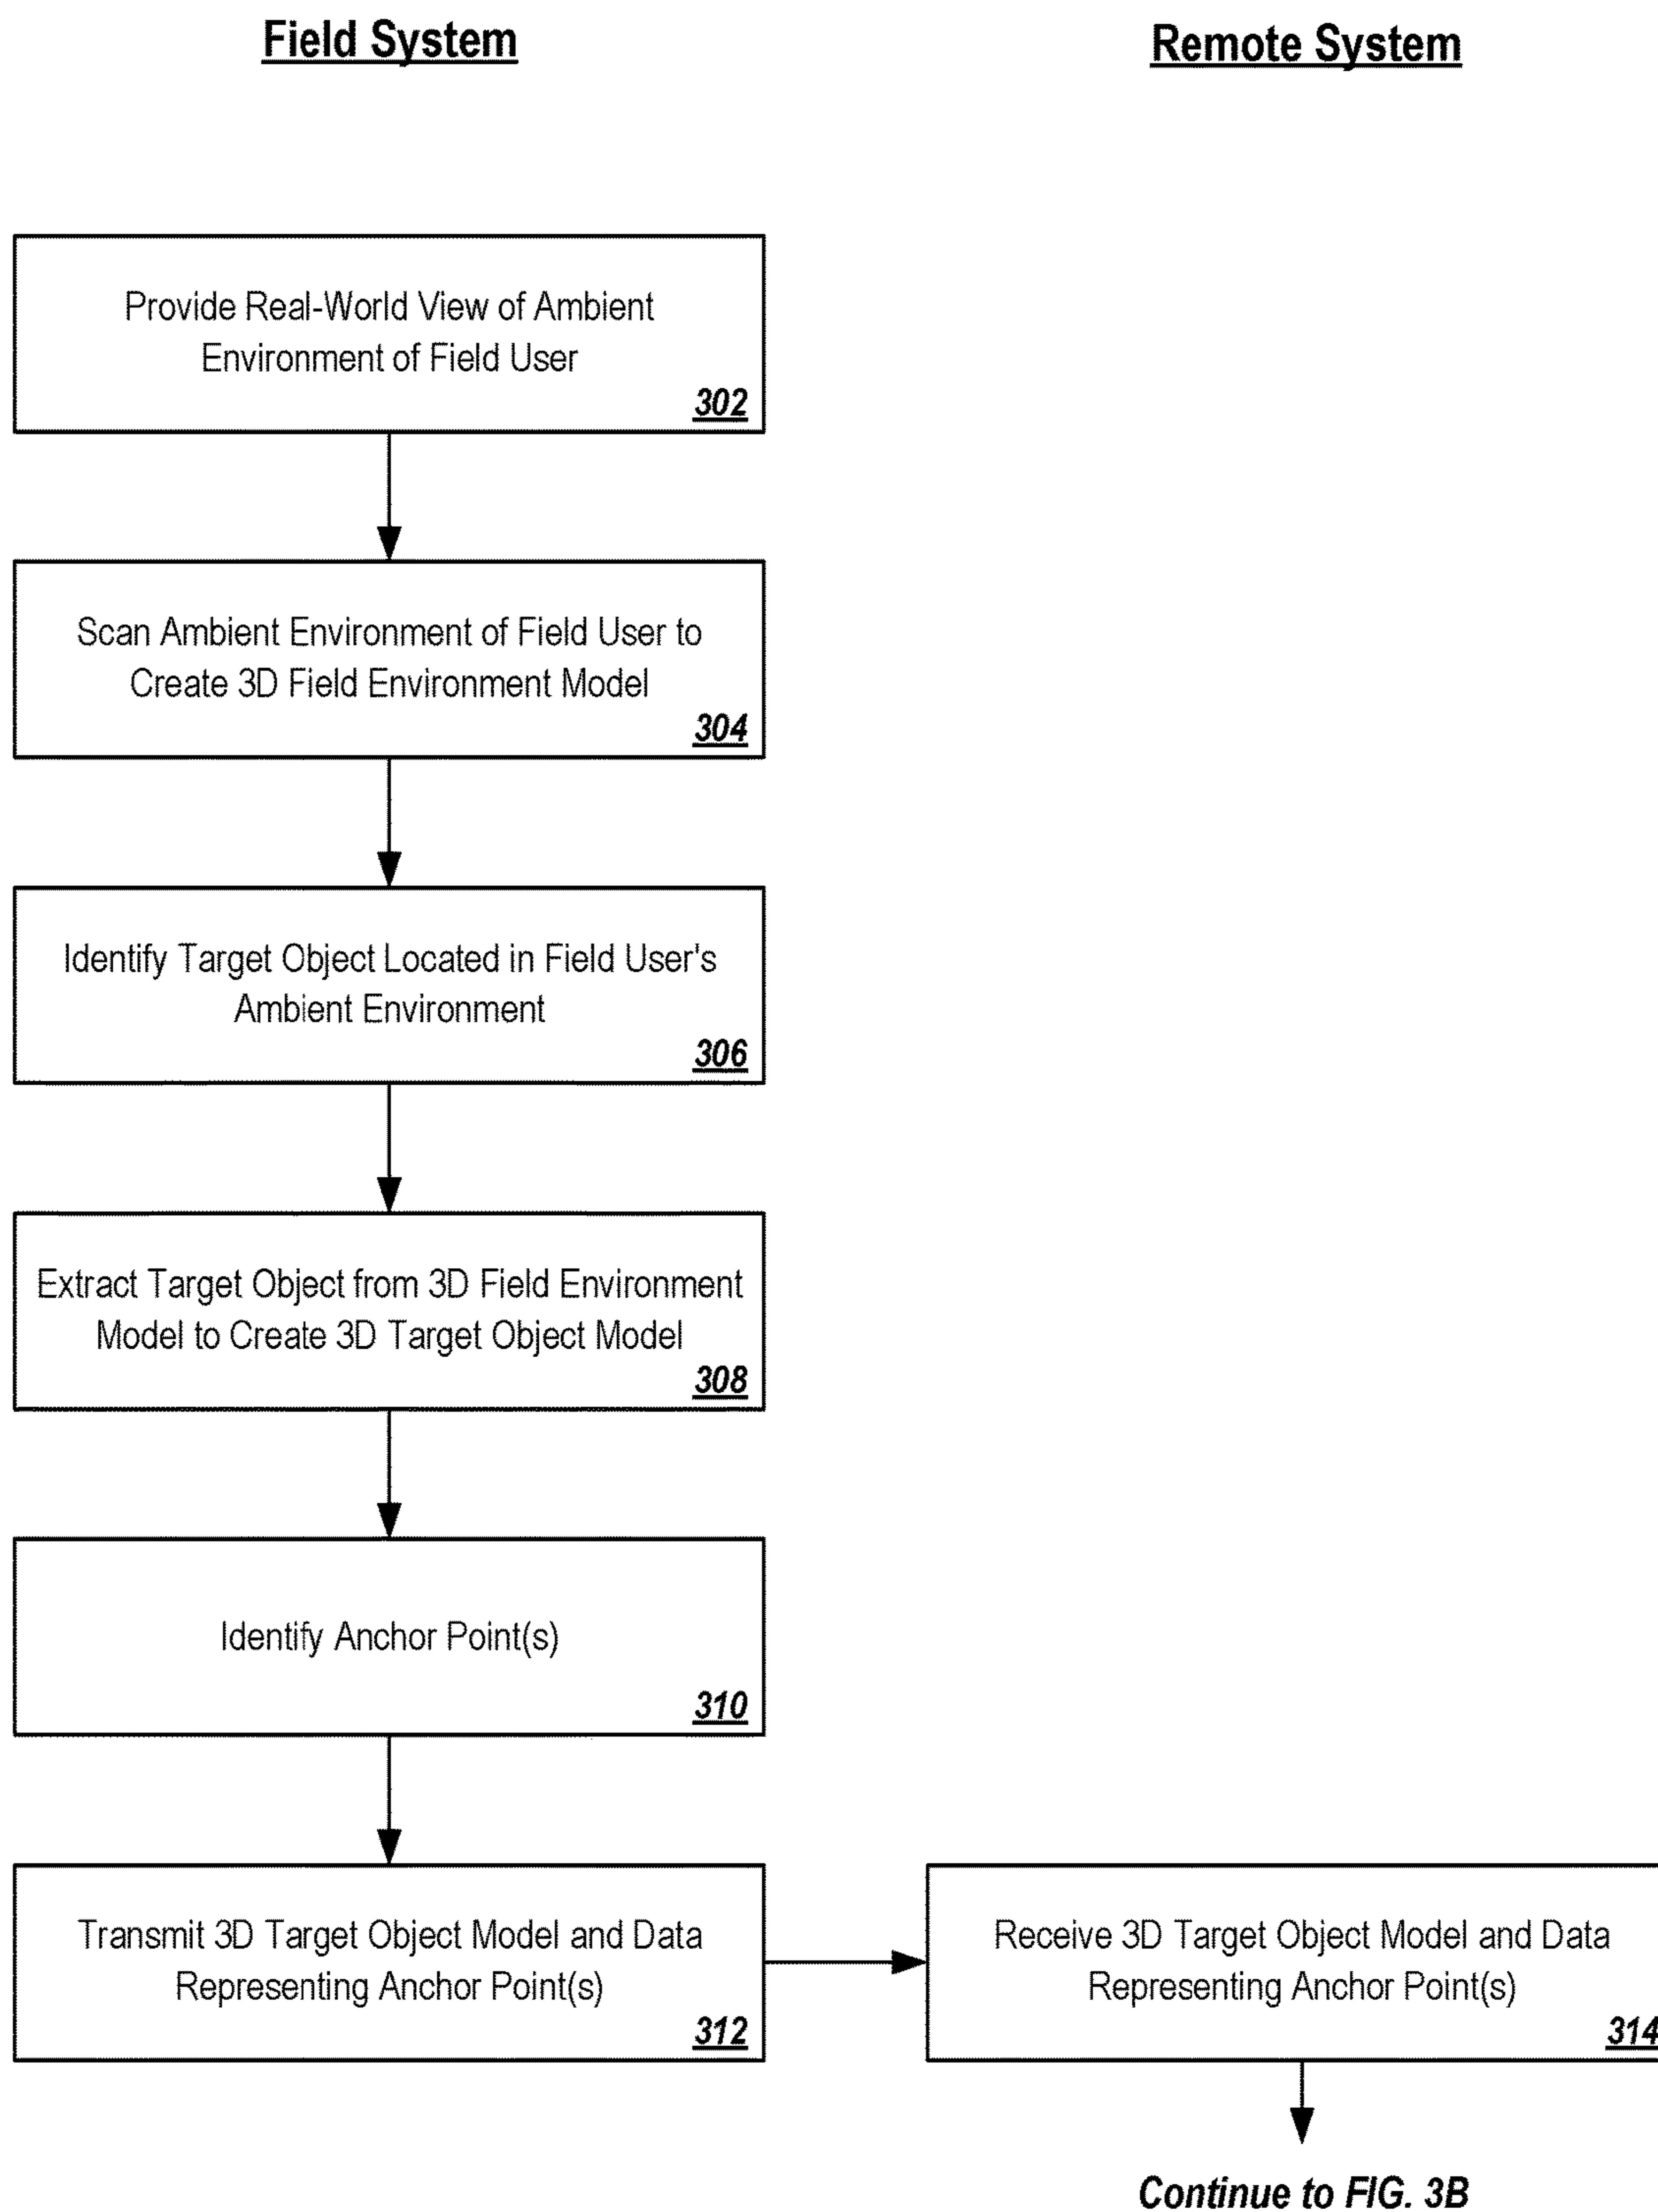 Field System
Remote System
Provide Real-World View of Ambient
Environment of Field User
302
Scan Ambient Environment of Field User to
Create 3D Field Environment Model
304
Identify Target Object Located in Field User's
Ambient Environment
306
Extract Target Object from 3D Field Environment
Model to Create 3D Target Object Model
308
Identify Anchor Point(s)
310
Transmit 3D Target Object Model and Data
Representing Anchor Point(s)
312
Receive 3D Target Object Model and Data
Representing Anchor Point(s)
314
Continue to FIG. 3B